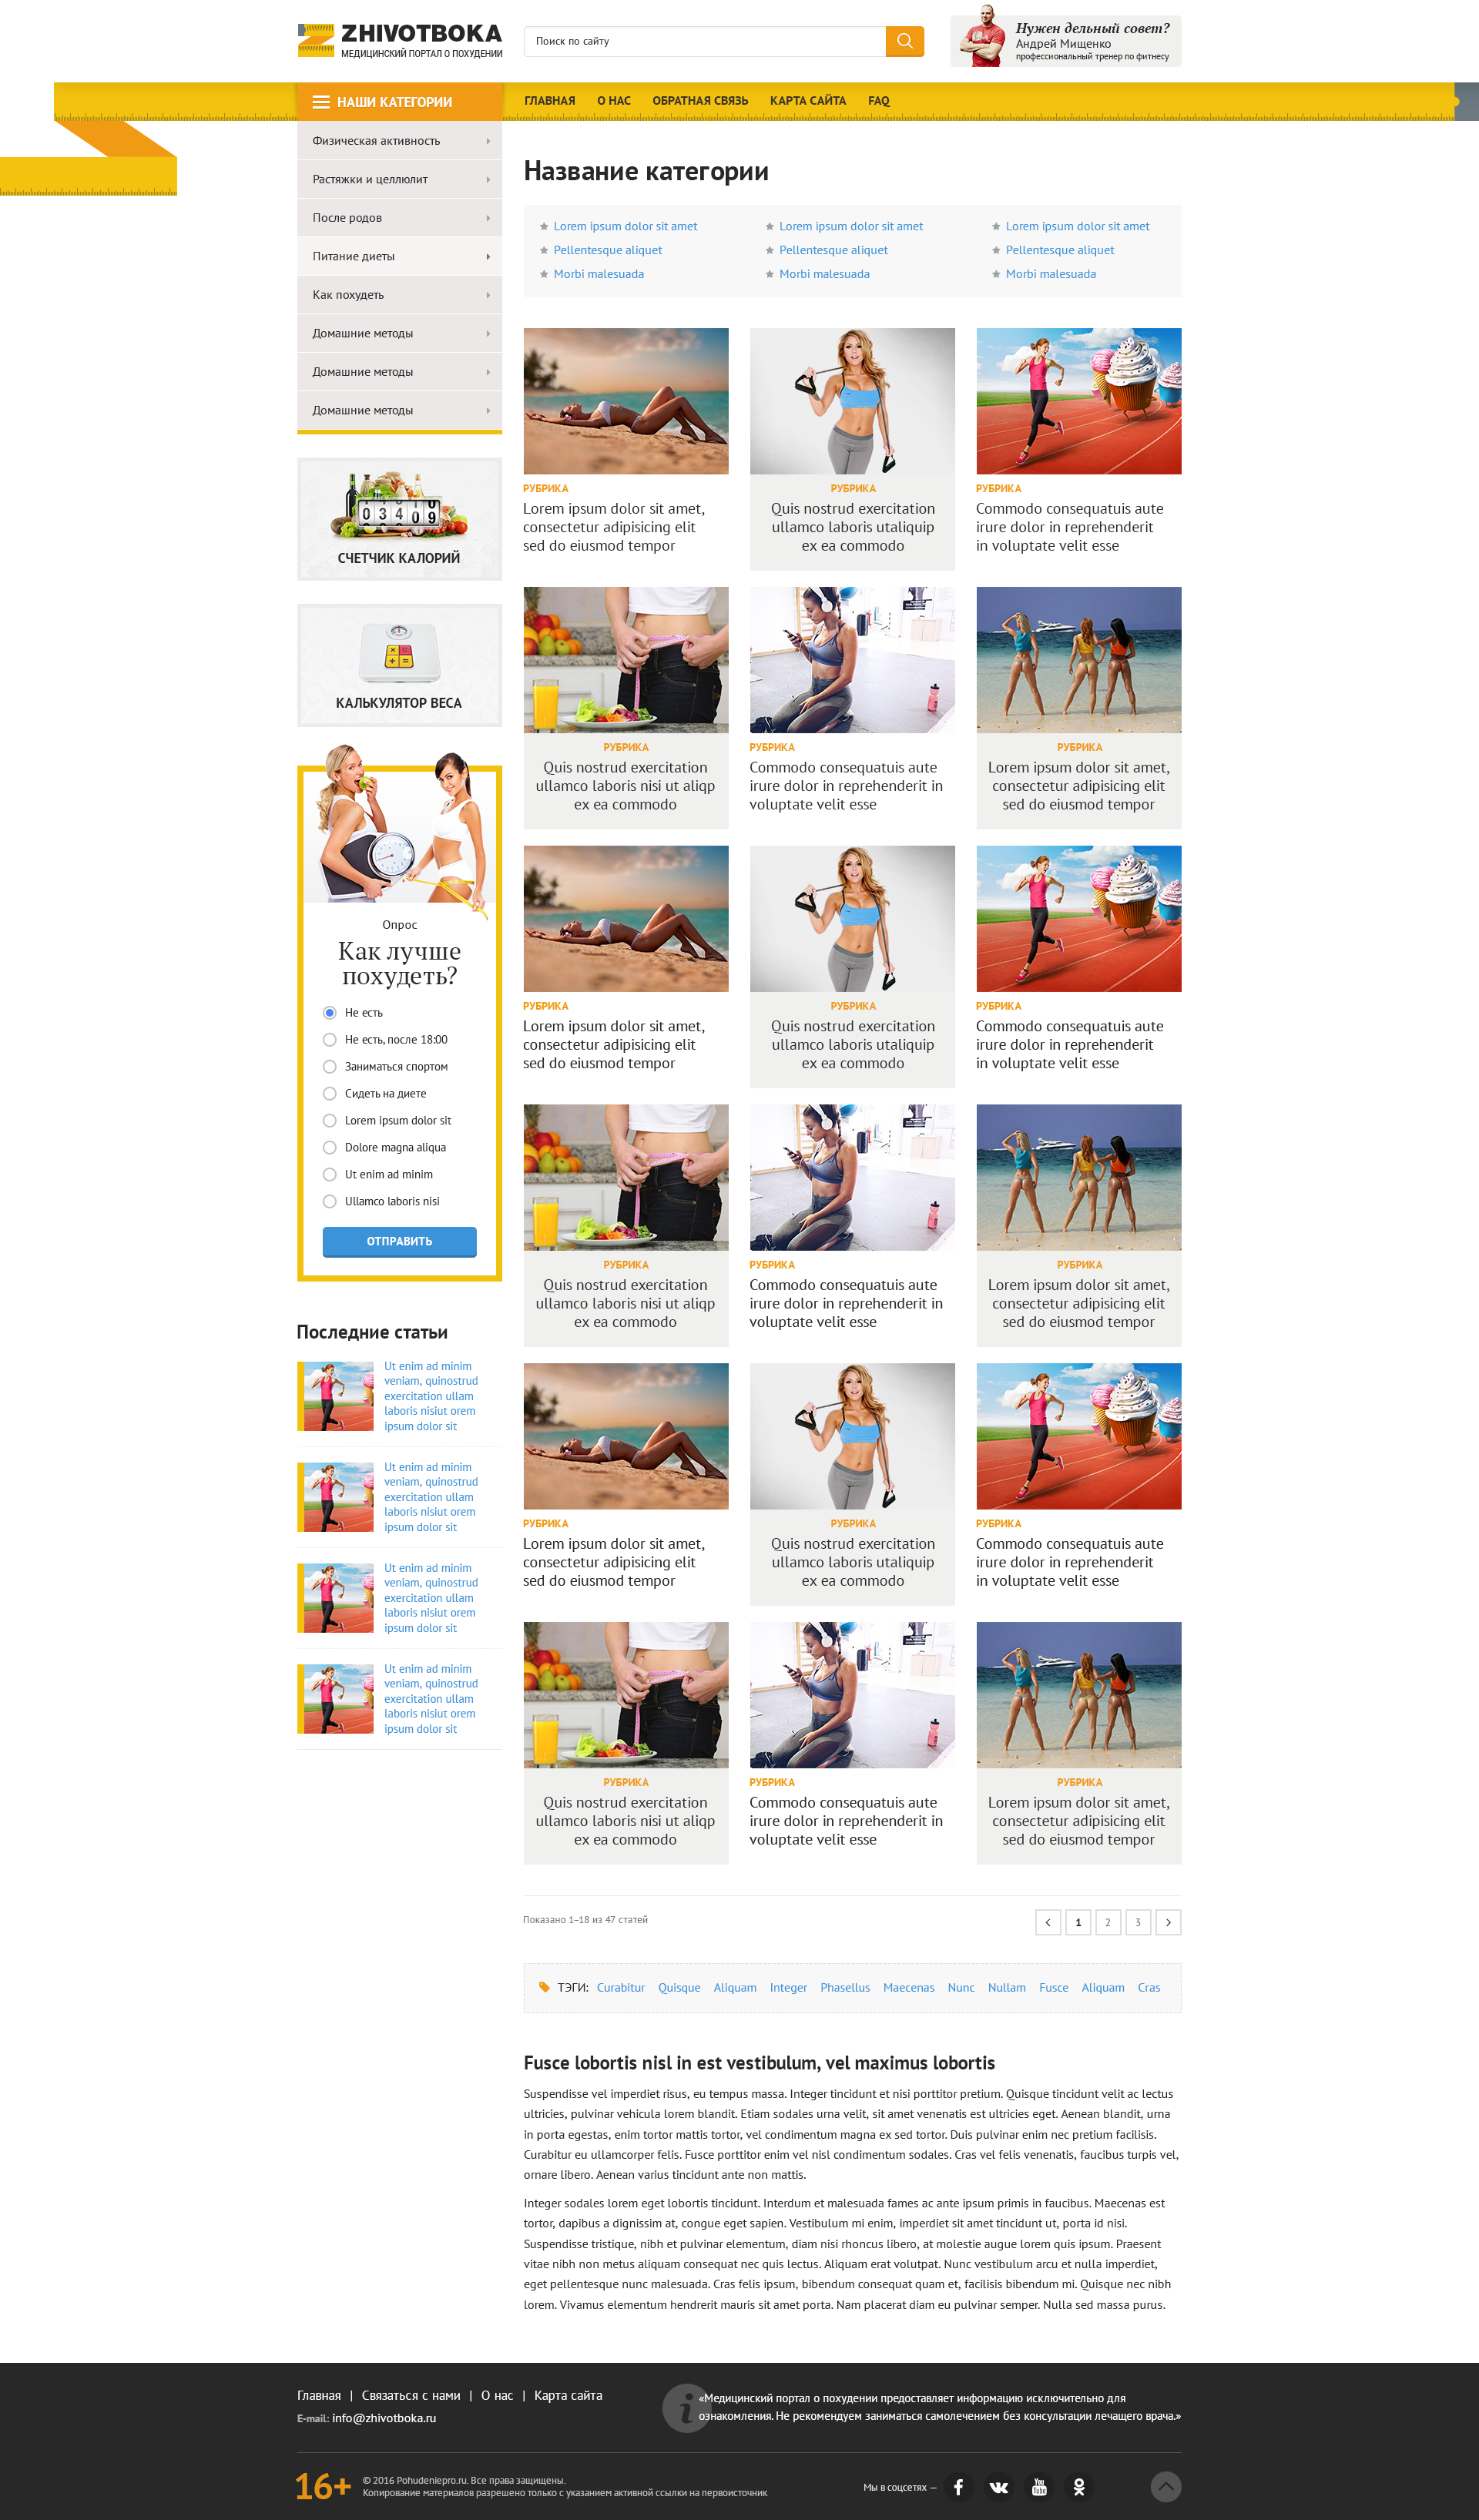 ZHIVOTBOKA
МЕДИЦИНСКИЙ ПОРТАЛ О ПОХУДЕНИИ
Поиск по сайту
Нужен дельный совет?
Андрей Мищенко
профессиональный тренер по фитнесу
НАШИ КАТЕГОРИИ
ГЛАВНАЯ О НАС ОБРАТНАЯ СВЯЗЬ КАРТА САЙТА FAQ
Физическая активность
Растяжки и целлюлит
После родов
Питание диеты
Как похудеть
Домашние методы
Домашние методы
Домашние методы
03409
СЧЕТЧИК КАЛОРИЙ
КАЛЬКУЛЯТОР ВЕСА
Опрос
Как лучше
похудеть?
Не есть
Не есть, после 18:00
Заниматься спортом
Сидеть на диете
Lorem ipsum dolor sit
Dolore magna aliqua
Ut enim ad minim
Ullamco laboris nisi
ОТПРАВИТЬ
Последние статьи
Ut enim ad minim
veniam, quinostrud
exercitation ullam
laboris nisiut orem
ipsum dolor sit
Ut enim ad minim
veniam, quinostrud
exercitation ullam
laboris nisiut orem
ipsum dolor sit
Ut enim ad minim
veniam, quinostrud
exercitation ullam
laboris nisiut orem
ipsum dolor sit
Ut enim ad minim
veniam, quinostrud
exercitation ullam
laboris nisiut orem
ipsum dolor sit
Название категории
Lorem ipsum dolor sit amet Lorem ipsum dolor sit amet Lorem ipsum dolor sit amet
Pellentesque aliquet Pellentesque aliquet Pellentesque aliquet
Morbi malesuada Morbi malesuada Morbi malesuada
РУБРИКА
Lorem ipsum dolor sit amet,
consectetur adipisicing elit
sed do eiusmod tempor
РУБРИКА
Quis nostrud exercitation
ullamco laboris utaliquip
ex ea commodo
РУБРИКА
Commodo consequatuis aute
irure dolor in reprehenderit
in voluptate velit esse
РУБРИКА
Quis nostrud exercitation
ullamco laboris nisi ut aliqp
ex ea commodo
РУБРИКА
Commodo consequatuis aute
irure dolor in reprehenderit in
voluptate velit esse
РУБРИКА
Lorem ipsum dolor sit amet,
consectetur adipisicing elit
sed do eiusmod tempor
РУБРИКА
Lorem ipsum dolor sit amet,
consectetur adipisicing elit
sed do eiusmod tempor
РУБРИКА
Quis nostrud exercitation
ullamco laboris utaliquip
ex ea commodo
РУБРИКА
Commodo consequatuis aute
irure dolor in reprehenderit
in voluptate velit esse
РУБРИКА
Quis nostrud exercitation
ullamco laboris nisi ut aliqp
ex ea commodo
РУБРИКА
Commodo consequatuis aute
irure dolor in reprehenderit in
voluptate velit esse
РУБРИКА
Lorem ipsum dolor sit amet,
consectetur adipisicing elit
sed do eiusmod tempor
РУБРИКА
Lorem ipsum dolor sit amet,
consectetur adipisicing elit
sed do eiusmod tempor
РУБРИКА
Quis nostrud exercitation
ullamco laboris utaliquip
ex ea commodo
РУБРИКА
Commodo consequatuis aute
irure dolor in reprehenderit
in voluptate velit esse
РУБРИКА
Quis nostrud exercitation
ullamco laboris nisi ut aliqp
ex ea commodo
РУБРИКА
Commodo consequatuis aute
irure dolor in reprehenderit in
voluptate velit esse
РУБРИКА
Lorem ipsum dolor sit amet,
consectetur adipisicing elit
sed do eiusmod tempor
Показано 1–18 из 47 статей
1 2 3
ТЭГИ: Curabitur Quisque Aliquam Integer Phasellus Maecenas Nunc Nullam Fusce Aliquam Cras
Fusce lobortis nisl in est vestibulum, vel maximus lobortis
Suspendisse vel imperdiet risus, eu tempus massa. Integer tincidunt et nisi porttitor pretium. Quisque tincidunt velit ac lectus
ultricies, pulvinar vehicula lorem blandit. Etiam sodales urna velit, sit amet venenatis est ultricies eget. Aenean blandit, urna
in porta egestas, enim tortor mattis tortor, vel condimentum magna ex sed tortor. Duis pulvinar enim nec pretium facilisis.
Curabitur eu ullamcorper felis. Fusce porttitor enim vel nisl condimentum sodales. Cras vel felis venenatis, faucibus turpis vel,
ornare libero. Aenean varius tincidunt ante non mattis.
Integer sodales lorem eget lobortis tincidunt. Interdum et malesuada fames ac ante ipsum primis in faucibus. Maecenas est
tortor, dapibus a dignissim at, congue eget sapien. Vestibulum mi enim, imperdiet sit amet tincidunt ut, porta id nisi.
Suspendisse tristique, nibh et pulvinar elementum, diam nisi rhoncus libero, at molestie augue lorem quis ipsum. Praesent
vitae nibh non metus aliquam consequat nec quis lectus. Aliquam erat volutpat. Nunc vestibulum arcu et nulla imperdiet,
eget pellentesque nunc malesuada. Cras felis ipsum, bibendum consequat quam et, facilisis bibendum mi. Quisque nec nibh
lorem. Vivamus elementum hendrerit mauris sit amet porta. Nam placerat diam eu pulvinar semper. Nulla sed massa purus.
Главная | Связаться с нами | О нас | Карта сайта
E-mail: info@zhivotboka.ru
«Медицинский портал о похудении предоставляет информацию исключительно для
ознакомления. Не рекомендуем заниматься самолечением без консультации лечащего врача.»
16+
© 2016 Pohudeniepro.ru. Все права защищены.
Копирование материалов разрешено только с указанием активной ссылки на первоисточник
Мы в соцсетях —
You Tube